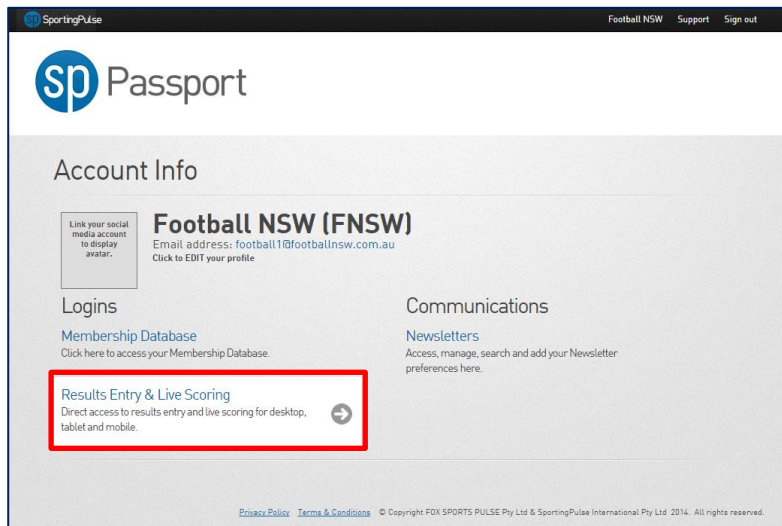 sp SportingPulse
Football NSW Support Sign out
sp Passport
Account Info
Link your social
media account
to display
avatar.
Football NSW (FNSW)
Email address: football1@footballnsw.com.au
Click to EDIT your profile
Logins
Membership Database
Click here to access your Membership Database.
Results Entry & Live Scoring
Direct access to results entry and live scoring for desktop,
tablet and mobile.
Communications
Newsletters
Access, manage, search and add your Newsletter
preferences here.
Privacy Policy Terms & Conditions © Copyright FOX SPORTS PULSE Pty Ltd & SportingPulse International Pty Ltd 2014. All rights reserved.